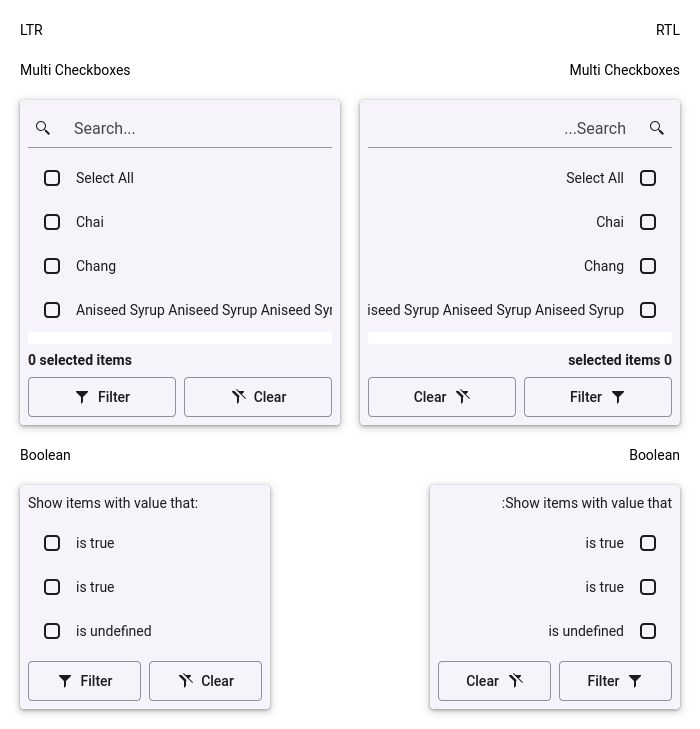 LTR
RTL
Multi Checkboxes
Multi Checkboxes
Search...
...Search
Select All
Select All
Chai
Chai
Chang
Chang
Aniseed Syrup Aniseed Syrup Aniseed Syr
iseed Syrup Aniseed Syrup Aniseed Syrup
0 selected items
selected items 0
Filter
Clear
Clear
Filter
Boolean
Boolean
Show items with value that:
:Show items with value that
is true
is true
is true
is true
is undefined
is undefined
Filter
Clear
Clear
Filter